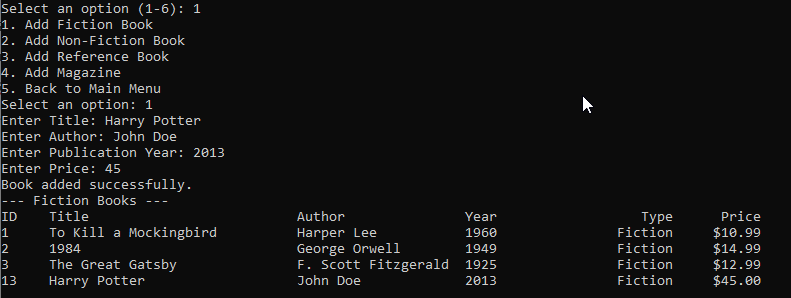 Select an option (1-6): 1
1. Add Fiction Book
2. Add Non-Fiction Book
3. Add Reference Book
4. Add Magazine
5. Back to Main Menu
Select an option: 1
Enter Title: Harry Potter
Enter Author: John Doe
Enter Publication Year: 2013
Enter Price: 45
Book added successfully.
--- Fiction Books ---
ID    Title                          Author               Year                  Type      Price
1     To Kill a Mockingbird          Harper Lee           1960               Fiction     $10.99
2     1984                           George Orwell        1949               Fiction     $14.99
3     The Great Gatsby               F. Scott Fitzgerald  1925               Fiction     $12.99
13    Harry Potter                   John Doe             2013               Fiction     $45.00